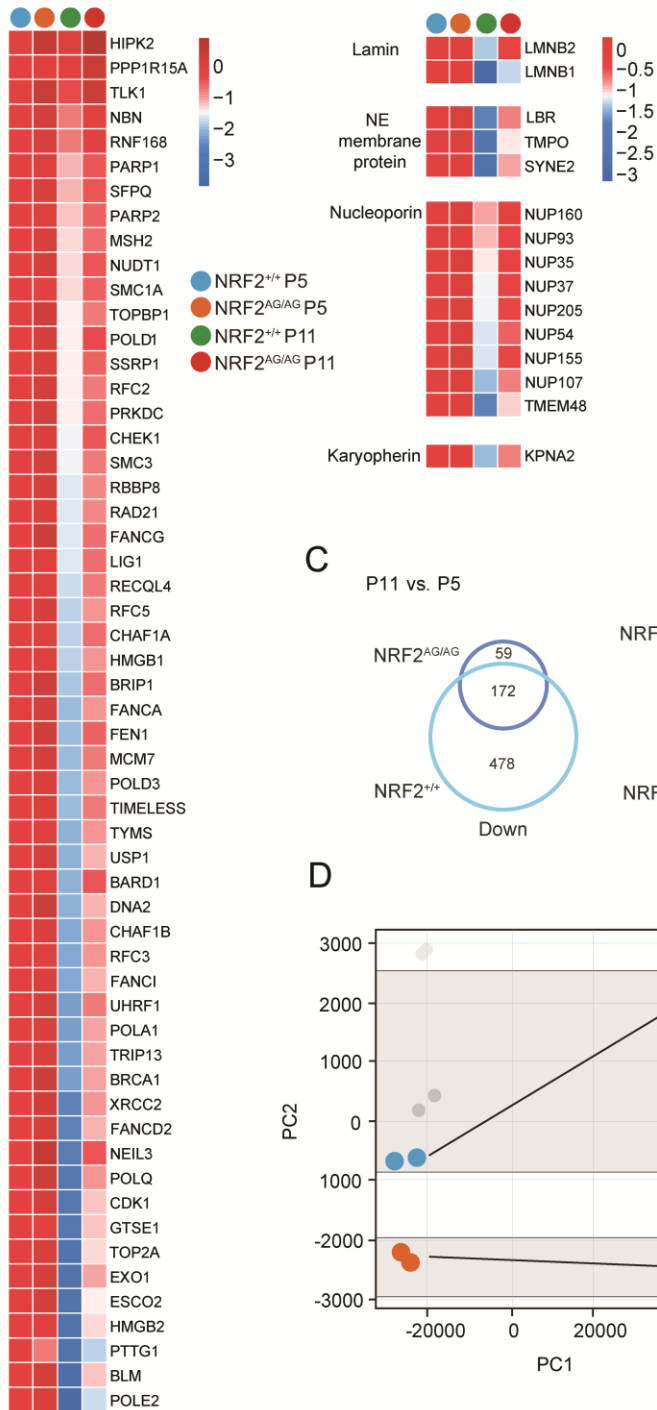 HIPK2
PPP1R15A
TLK1
NBN
RNF168
PARP1
SFPQ
PARP2
MSH2
NUDT1
SMC1A
TOPBP1
POLD1
SSRP1
RFC2
PRKDC
CHEK1
SMC3
RBBP8
RAD21
FANCG
LIG1
RECQL4
RFC5
CHAF1A
HMGB1
BRIP1
FANCA
FEN1
MCM7
POLD3
TIMELESS
TYMS
USP1
BARD1
DNA2
CHAF1B
RFC3
FANCI
UHRF1
POLA1
TRIP13
BRCA1
XRCC2
FANCD2
NEIL3
POLQ
CDK1
GTSE1
TOP2A
EXO1
ESCO2
HMGB2
PTTG1
BLM
POLE2
0
−1
−2
−3
NRF2+/+ P5
NRF2AG/AG P5
NRF2+/+ P11
NRF2AG/AG P11
Lamin
LMNB2
LMNB1
NE
membrane
protein
LBR
TMPO
SYNE2
Nucleoporin
NUP160
NUP93
NUP35
NUP37
NUP205
NUP54
NUP155
NUP107
TMEM48
Karyopherin
KPNA2
0
−0.5
−1
−1.5
−2
−2.5
−3
C
P11 vs. P5
NRF2AG/AG
59
172
478
NRF2+/+
Down
NRF
NRF
D
PC2
3000
2000
1000
0
1000
-2000
-3000
-20000 0 20000
PC1